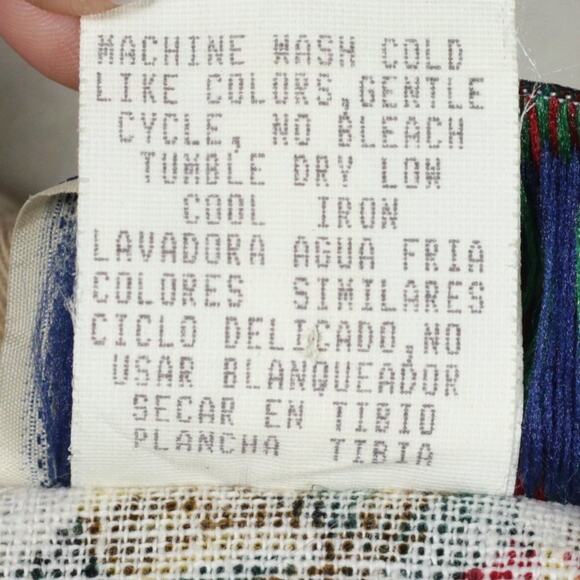 MACHINE WASH COLD
LIKE COLORS,GENTLE
CYCLE, NO BLEACH
TUMBLE DRY LOW
COOL IRON
LAVADORA AGUA FRIA
COLORES SIMILARES
CICLO DELICADO,NO
USAR BLANQUEADOR
SECAR EN TIBIO
PLANCHA TIBIA